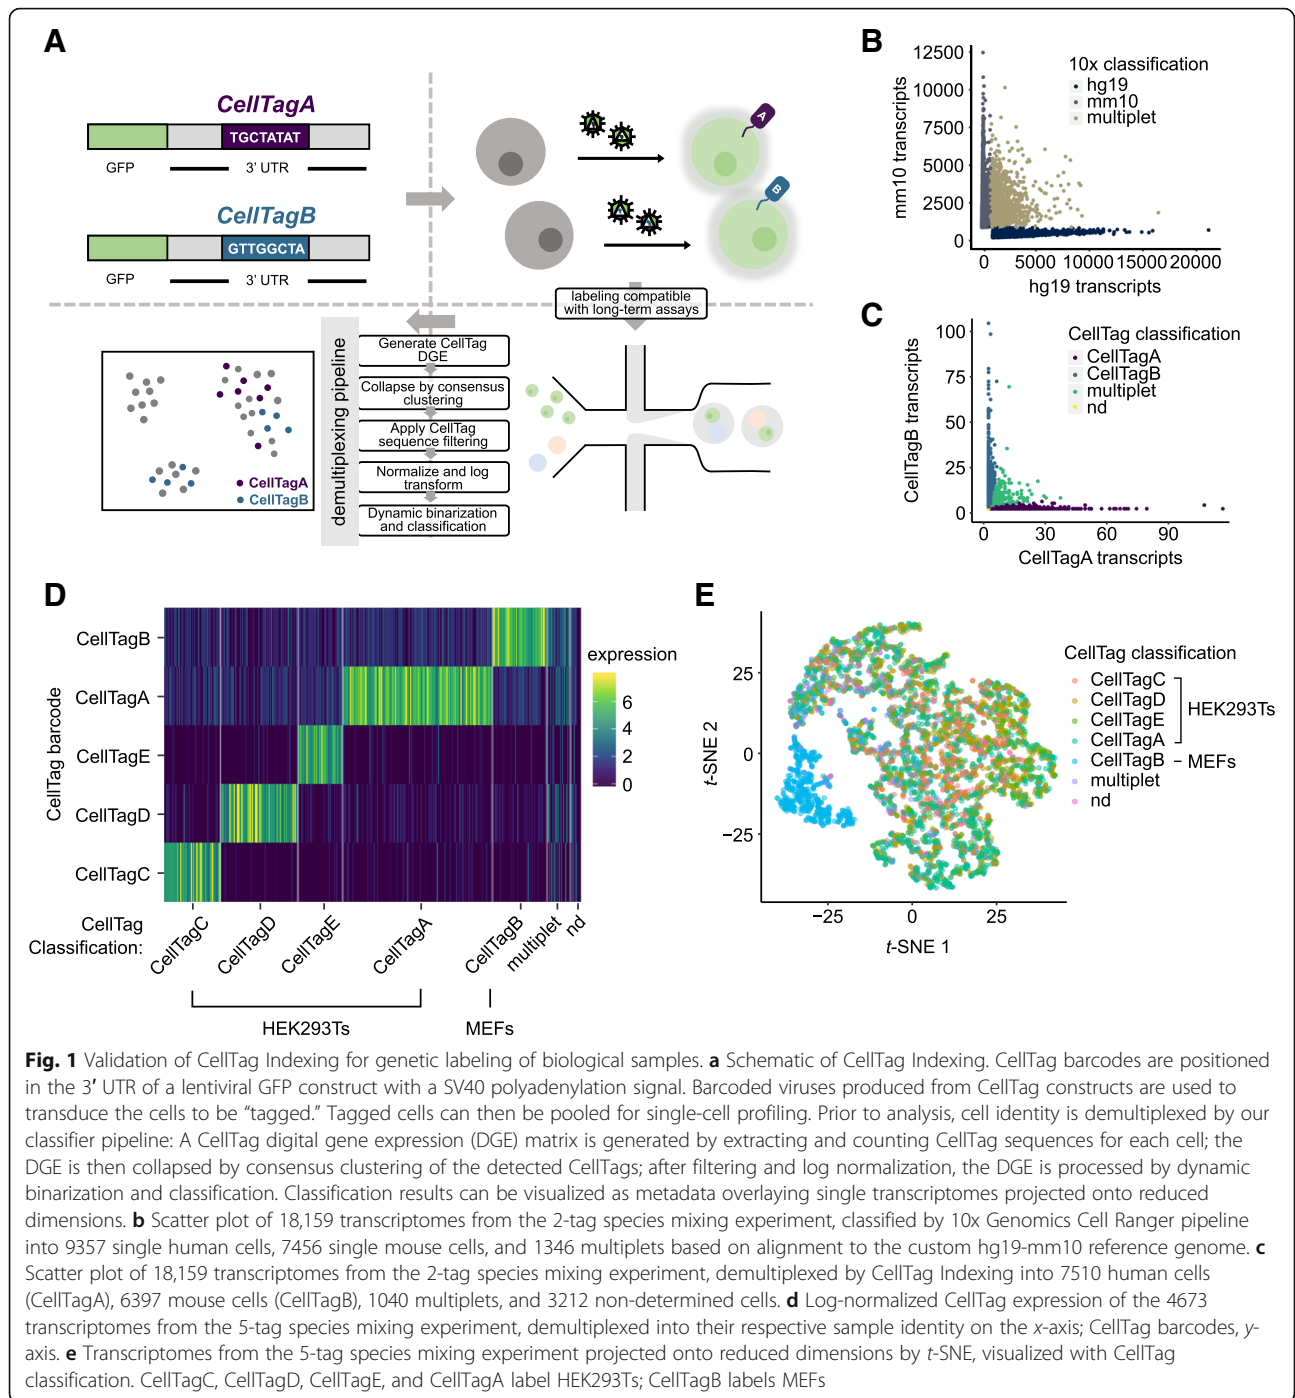 A
CellTagA
TGCTATAT
GFP
3' UTR
CellTagB
GTTGGCTA
GFP
3' UTR
A
B
labeling compatible
with long-term assays
demultiplexing pipeline
Generate CellTag
DGE
Collapse by consensus
clustering
Apply CellTag
sequence filtering
Normalize and log
transform
Dynamic binarization
and classification
CellTagA
CellTagB
B
mm10 transcripts
12500
10000
7500
5000
2500
0
0 5000 10000 15000 20000
hg19 transcripts
10x classification
hg19
mm10
multiplet
C
CellTagB transcripts
100
75
50
25
0
0 30 60 90
CellTagA transcripts
CellTag classification
CellTagA
CellTagB
multiplet
nd
D
CellTag barcode
CellTagB
CellTagA
CellTagE
CellTagD
CellTagC
expression
6
4
2
0
CellTag
Classification:
CellTagC
CellTagD
CellTagE
CellTagA
CellTagB
multiplet
nd
HEK293Ts
MEFs
E
t-SNE 2
25
0
−25
−25 0 25
t-SNE 1
CellTag classification
CellTagC
CellTagD
CellTagE
CellTagA
HEK293Ts
CellTagB – MEFs
multiplet
nd
Fig. 1 Validation of CellTag Indexing for genetic labeling of biological samples. a Schematic of CellTag Indexing. CellTag barcodes are positioned
in the 3′ UTR of a lentiviral GFP construct with a SV40 polyadenylation signal. Barcoded viruses produced from CellTag constructs are used to
transduce the cells to be “tagged.” Tagged cells can then be pooled for single-cell profiling. Prior to analysis, cell identity is demultiplexed by our
classifier pipeline: A CellTag digital gene expression (DGE) matrix is generated by extracting and counting CellTag sequences for each cell; the
DGE is then collapsed by consensus clustering of the detected CellTags; after filtering and log normalization, the DGE is processed by dynamic
binarization and classification. Classification results can be visualized as metadata overlaying single transcriptomes projected onto reduced
dimensions. b Scatter plot of 18,159 transcriptomes from the 2-tag species mixing experiment, classified by 10x Genomics Cell Ranger pipeline
into 9357 single human cells, 7456 single mouse cells, and 1346 multiplets based on alignment to the custom hg19-mm10 reference genome. c
Scatter plot of 18,159 transcriptomes from the 2-tag species mixing experiment, demultiplexed by CellTag Indexing into 7510 human cells
(CellTagA), 6397 mouse cells (CellTagB), 1040 multiplets, and 3212 non-determined cells. d Log-normalized CellTag expression of the 4673
transcriptomes from the 5-tag species mixing experiment, demultiplexed into their respective sample identity on the x-axis; CellTag barcodes, y-
axis. e Transcriptomes from the 5-tag species mixing experiment projected onto reduced dimensions by t-SNE, visualized with CellTag
classification. CellTagC, CellTagD, CellTagE, and CellTagA label HEK293Ts; CellTagB labels MEFs